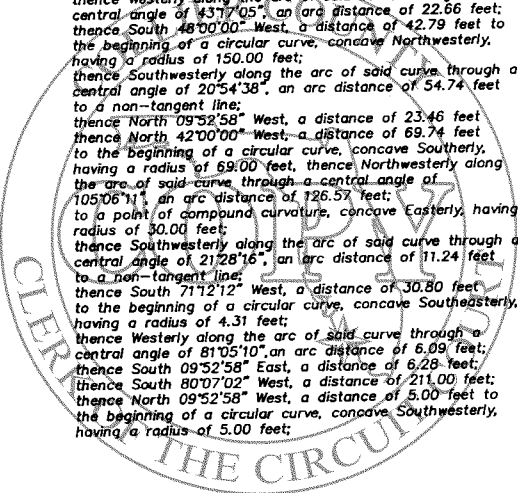 thence Westerly along the arc of said curve through a
central angle of 43°17'05", an arc distance of 22.66 feet;
thence South 48°00'00" West, a distance of 42.79 feet to
the beginning of a circular curve, concave Northwesterly,
having a radius of 150.00 feet;
thence Southwesterly along the arc of said curve through a
central angle of 20°54'38", an arc distance of 54.74 feet
to a non-tangent line;
thence North 09°52'58" West, a distance of 23.46 feet
thence North 42°00'00" West, a distance of 69.74 feet
to the beginning of a circular curve, concave Southerly,
having a radius of 69.00 feet, thence Northwesterly along
the arc of said curve through a central angle of
105°06'11", an arc distance of 126.57 feet;
to a point of compound curvature, concave Easterly, having
radius of 30.00 feet;
thence Southwesterly along the arc of said curve through a
central angle of 21°28'16", an arc distance of 11.24 feet
to a non-tangent line;
thence South 71°12'12" West, a distance of 30.80 feet
to the beginning of a circular curve, concave Southeasterly,
having a radius of 4.31 feet;
thence Westerly along the arc of said curve through a
central angle of 81°05'10",an arc distance of 6.09 feet;
thence South 09°52'58" East, a distance of 6.28 feet;
thence South 80°07'02" West, a distance of 211.00 feet;
thence North 09°52'58" West, a distance of 5.00 feet to
the beginning of a circular curve, concave Southwesterly,
having a radius of 5.00 feet;
COPY
CLERK OF THE CIRCUIT COURT
COUNTY